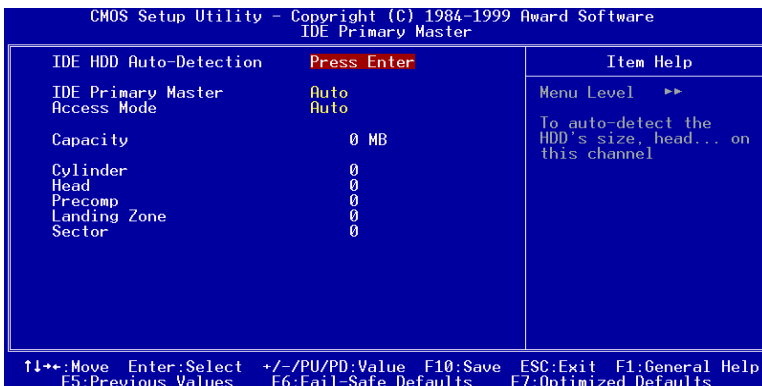 CMOS Setup Utility - Copyright (C) 1984-1999 Award Software
IDE Primary Master
IDE HDD Auto-Detection Press Enter
IDE Primary Master Auto
Access Mode Auto
Capacity 0 MB
Cylinder 0
Head 0
Precomp 0
Landing Zone 0
Sector 0
Item Help
Menu Level ▸▸
To auto-detect the
HDD's size, head... on
this channel
↑↓→←:Move Enter:Select +/-/PU/PD:Value F10:Save ESC:Exit F1:General Help
F5:Previous Values F6:Fail-Safe Defaults F7:Optimized Defaults